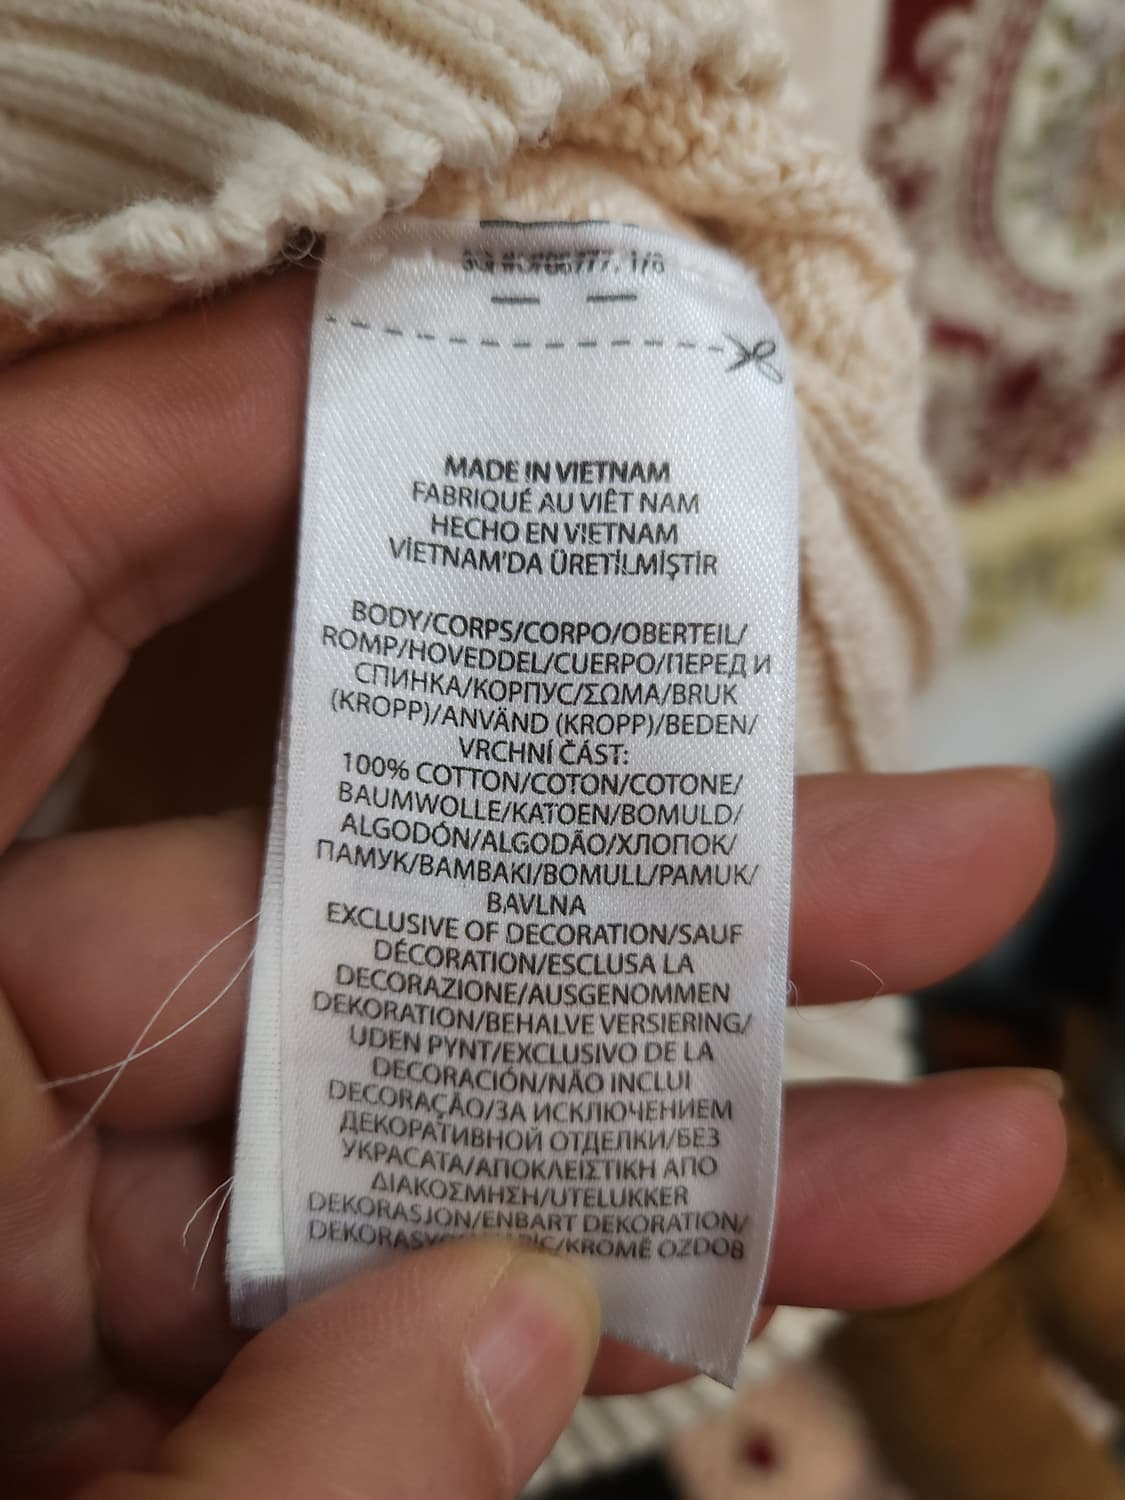 MADE IN VIETNAM
FABRIQUÉ AU VIÊT NAM
HECHO EN VIETNAM
VİETNAM'DA ÜRETİLMİŞTİR
BODY/CORPS/CORPO/OBERTEIL/
ROMP/HOVEDDEL/CUERPO/ПЕРЕД И
СПИНКА/КОРПУС/ΣΩΜΑ/BRUK
(KROPP)/ANVÄND (KROPP)/BEDEN/
VRCHNÍ ČÁST:
100% COTTON/COTON/COTONE/
BAUMWOLLE/KATOEN/BOMULD/
ALGODÓN/ALGODÃO/ХЛОПОК/
ПАМУК/ΒΑΜΒΑΚΙ/BOMULL/PAMUK/
BAVLNA
EXCLUSIVE OF DECORATION/SAUF
DÉCORATION/ESCLUSA LA
DECORAZIONE/AUSGENOMMEN
DEKORATION/BEHALVE VERSIERING/
UDEN PYNT/EXCLUSIVO DE LA
DECORACIÓN/NÃO INCLUI
DECORAÇÃO/ЗА ИСКЛЮЧЕНИЕМ
ДЕКОРАТИВНОЙ ОТДЕЛКИ/БЕЗ
УКРАСАТА/ΑΠΟΚΛΕΙΣΤΙΚΗ ΑΠΟ
ΔΙΑΚΟΣΜΗΣΗ/UTELUKKER
DEKORASJON/ENBART DEKORATION/
KROMĚ OZDOB